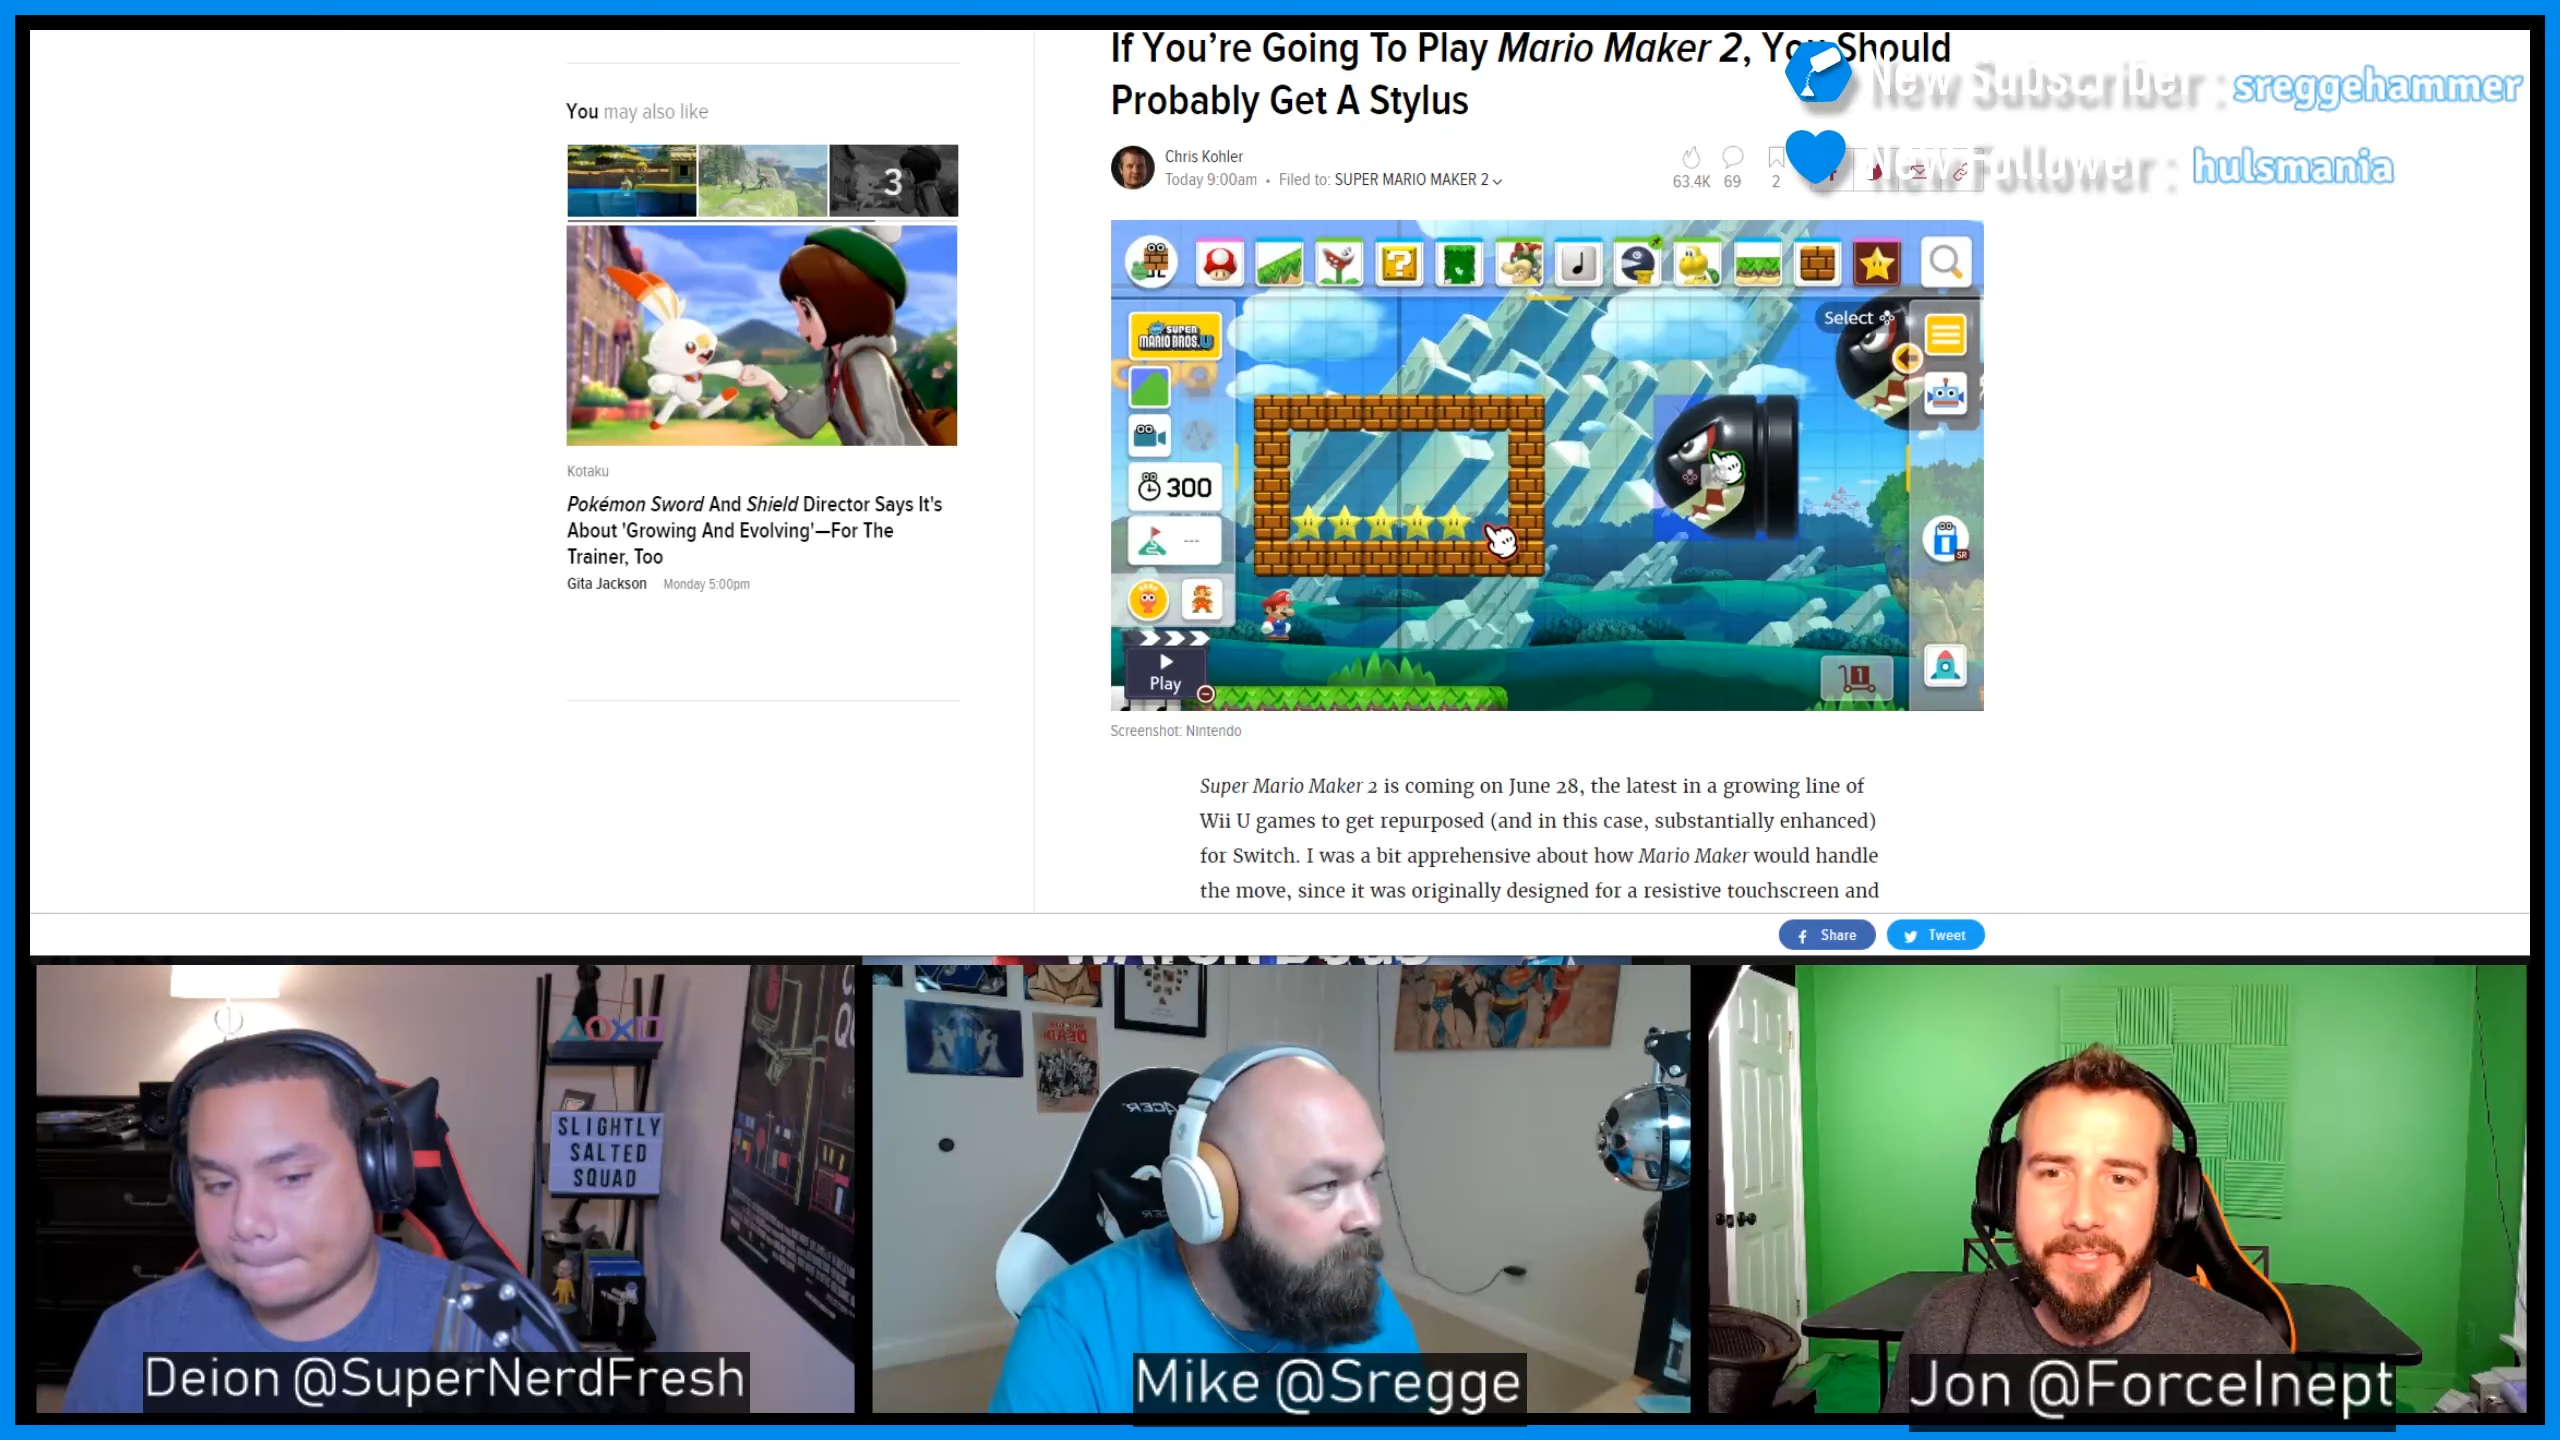 If You're Going To Play Mario Maker 2, You Should
Probably Get A Stylus
New Subscriber : sreggehammer
New Follower : hulsmania
You may also like
3
Chris Kohler
Today 9:00am • Filed to: SUPER MARIO MAKER 2
63.4K 69 2
Kotaku
Pokémon Sword And Shield Director Says It's
About 'Growing And Evolving'—For The
Trainer, Too
Gita Jackson Monday 5:00pm
Select
SUPER
MARIO BROS. U
300
---
SR
Play
1
Screenshot: Nintendo
Super Mario Maker 2 is coming on June 28, the latest in a growing line of
Wii U games to get repurposed (and in this case, substantially enhanced)
for Switch. I was a bit apprehensive about how Mario Maker would handle
the move, since it was originally designed for a resistive touchscreen and
Share Tweet
SLIGHTLY
SALTED
SQUAD
DEAD
Deion @SuperNerdFresh
Mike @Sregge
Jon @ForceInept